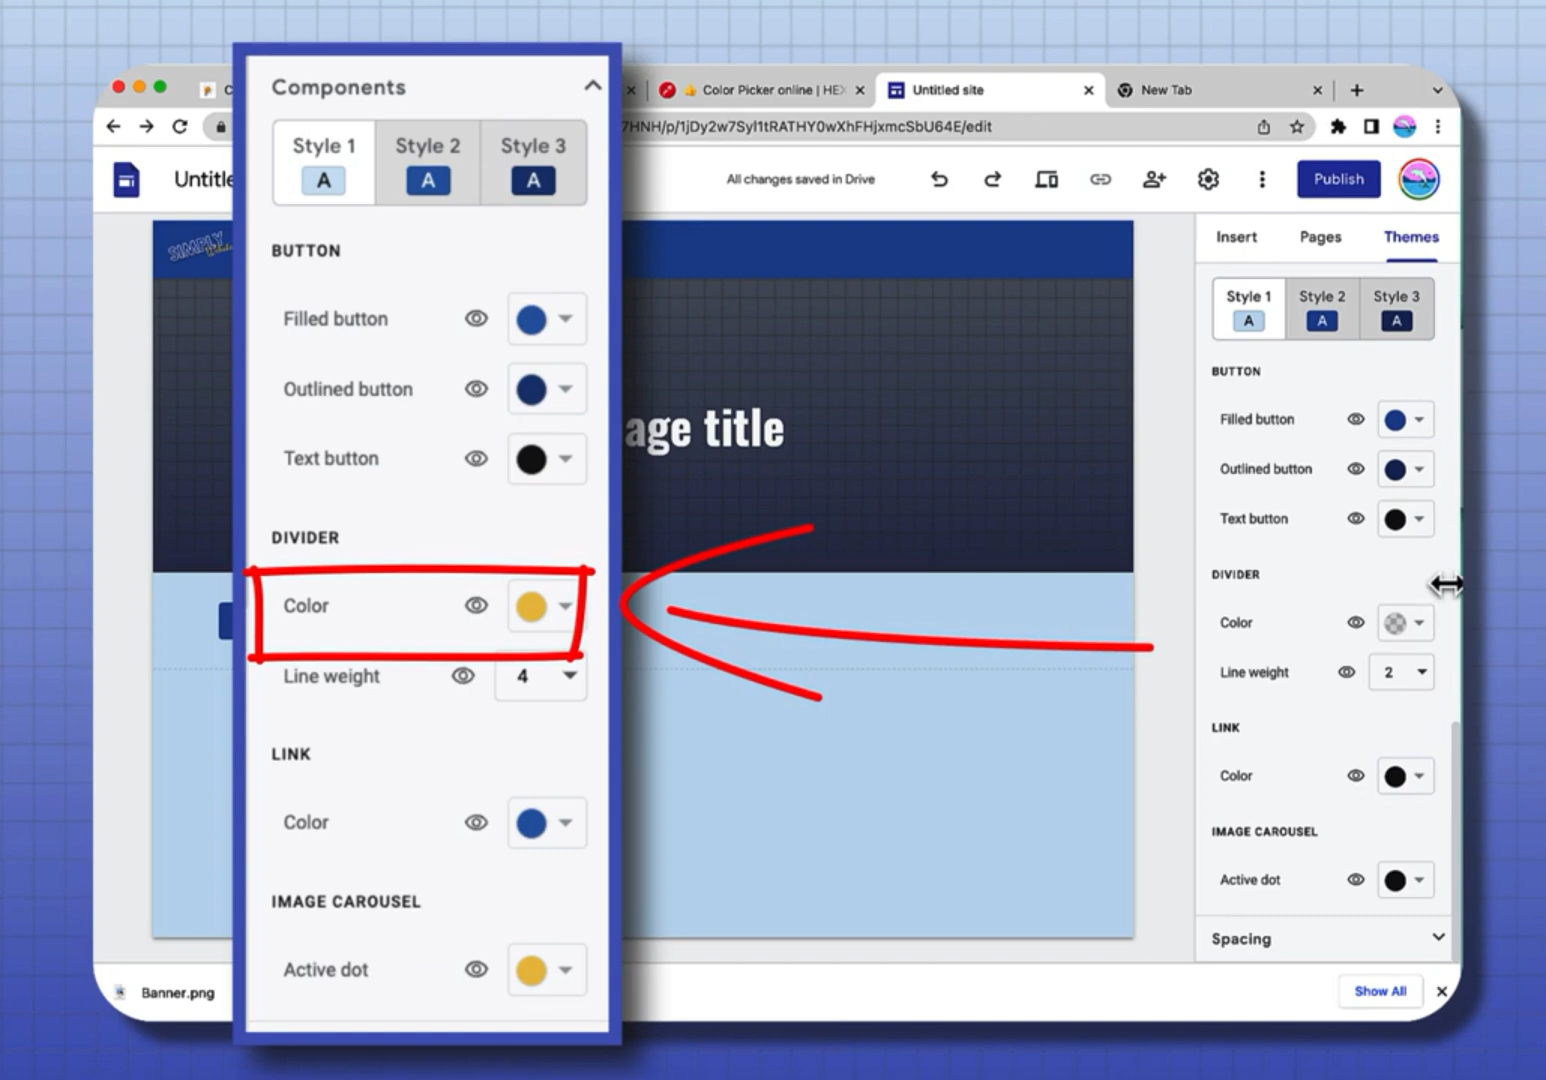 Components
Style 1 Style 2 Style 3
A A A
BUTTON
Filled button
Outlined button
Text button
DIVIDER
Color
Line weight 4
LINK
Color
IMAGE CAROUSEL
Active dot
C
Color Picker online | HEX
Untitled site
New Tab
7HNH/p/1jDy2w7Syl1tRATHY0wXhFHjxmcSbU64E/edit
Untitle
All changes saved in Drive
Publish
SIMPLY
age title
Insert Pages Themes
Style 1 Style 2 Style 3
A A A
BUTTON
Filled button
Outlined button
Text button
DIVIDER
Color
Line weight 2
LINK
Color
IMAGE CAROUSEL
Active dot
Spacing
Banner.png
Show All